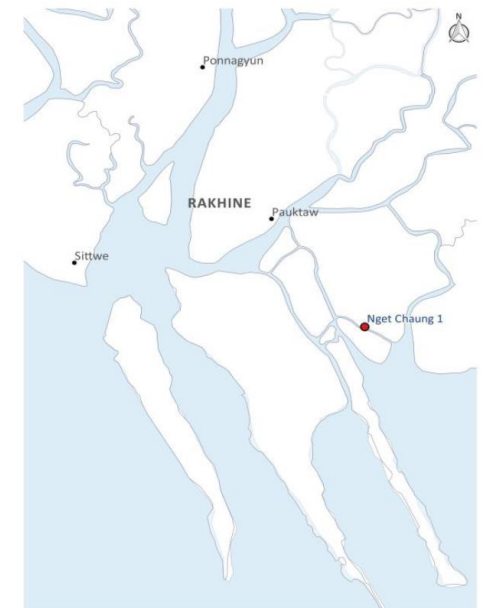 N
Ponnagyun
RAKHINE
Pauktaw
Sittwe
Nget Chaung 1